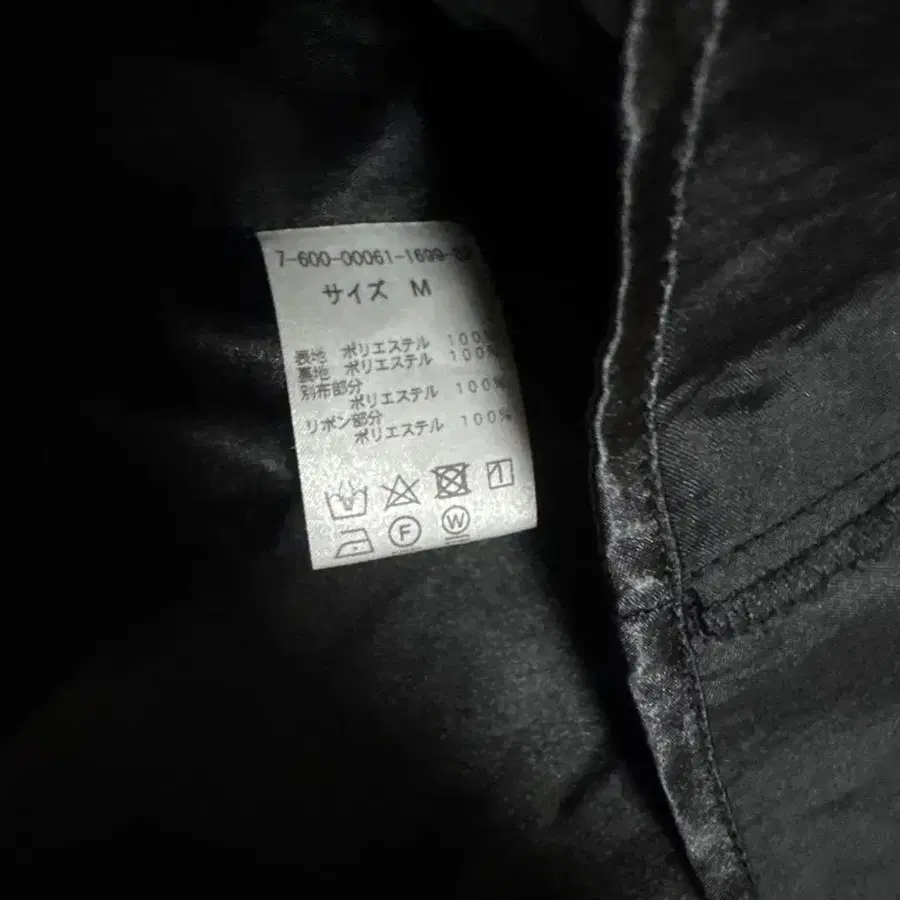 7-600-00061-1699-32
サイズ M
表地 ポリエステル 100%
裏地 ポリエステル 100%
別布部分
ポリエステル 100%
リボン部分
ポリエステル 100%
F W